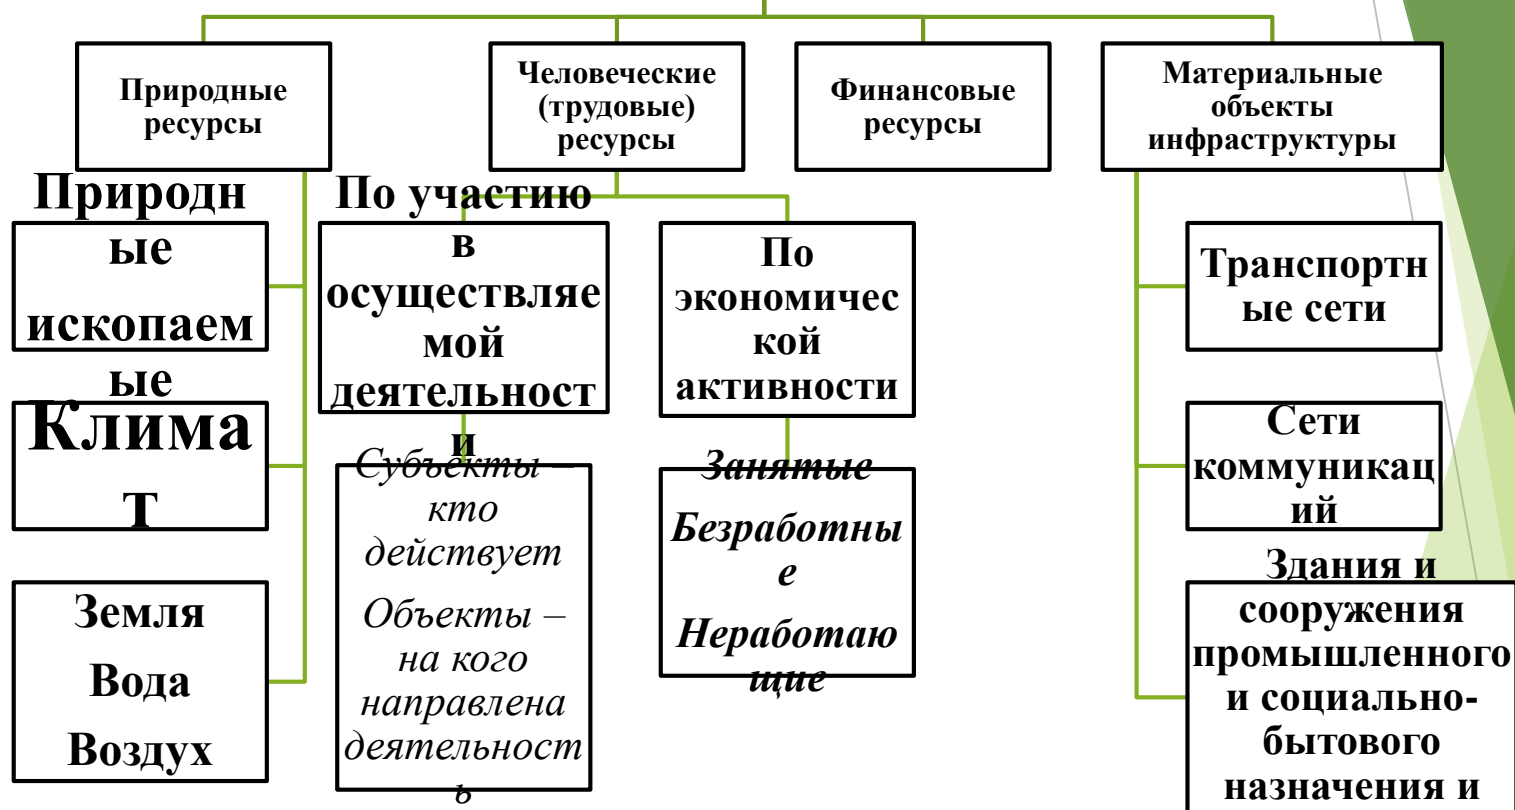 Природные
ресурсы
Человеческие
(трудовые)
ресурсы
Финансовые
ресурсы
Материальные
объекты
инфраструктуры
Природн
ые
ископаем
ые
Клима
т
Земля
Вода
Воздух
По участию
в
осуществляе
мой
деятельност
и
Субъекты –
кто
действует
Объекты –
на кого
направлена
деятельност
ь
По
экономичес
кой
активности
Занятые
Безработны
е
Неработаю
щие
Транспортн
ые сети
Сети
коммуникац
ий
Здания и
сооружения
промышленного
и социально-
бытового
назначения и